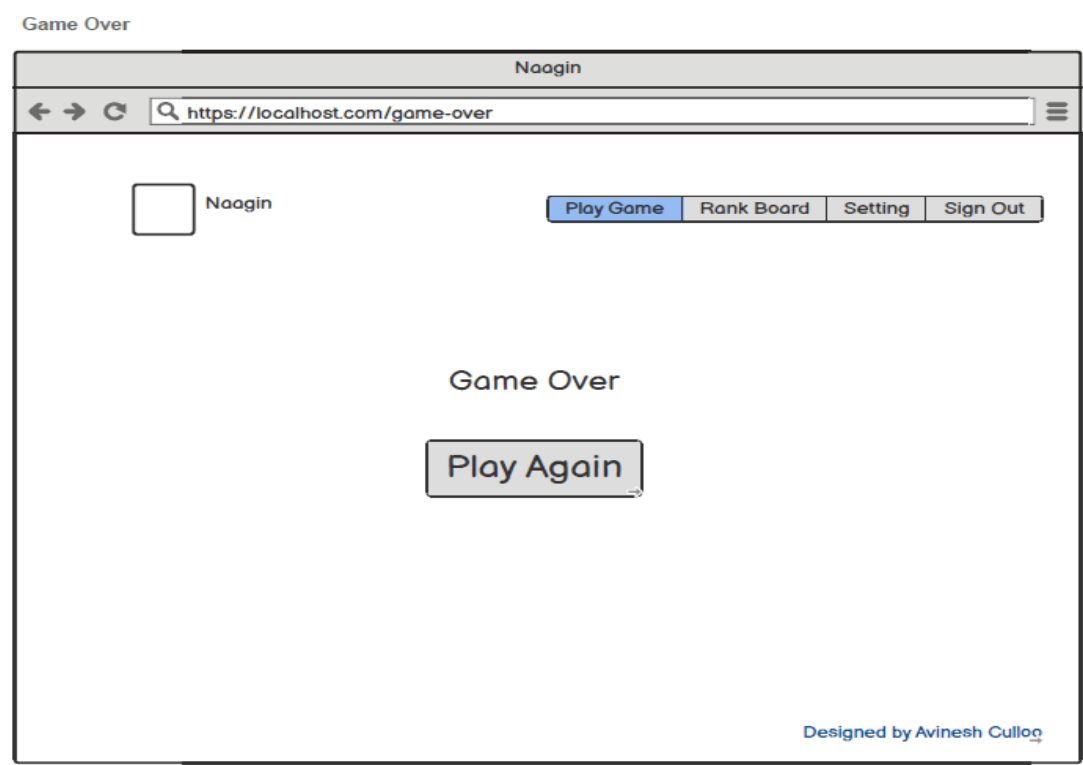 Game Over
Naagin
https://localhost.com/game-over
Naagin
Play Game Rank Board Setting Sign Out
Game Over
Play Again
Designed by Avinesh Culloo